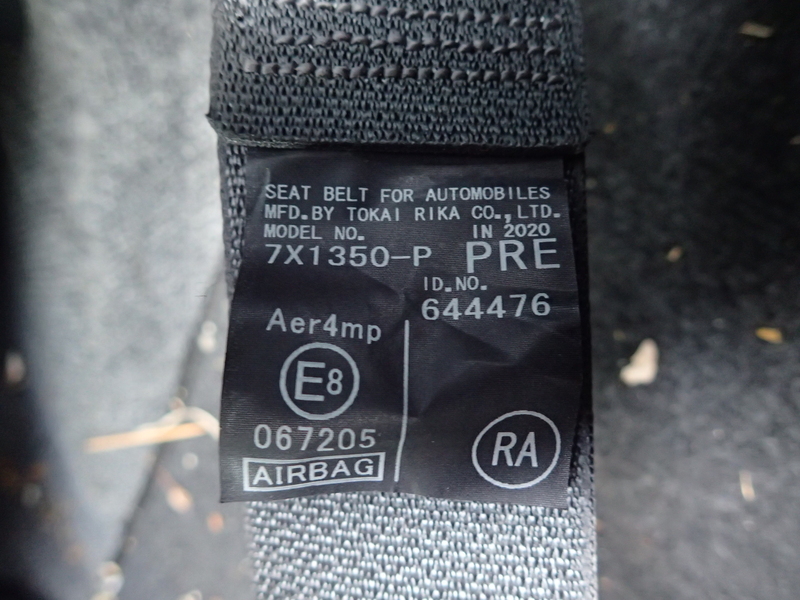 SEAT BELT FOR AUTOMOBILES
MFD.BY TOKAI RIKA CO.,LTD.
MODEL NO. IN 2020
7X1350-P PRE
ID.NO.
644476
Aer4mp
E8
067205
AIRBAG
RA